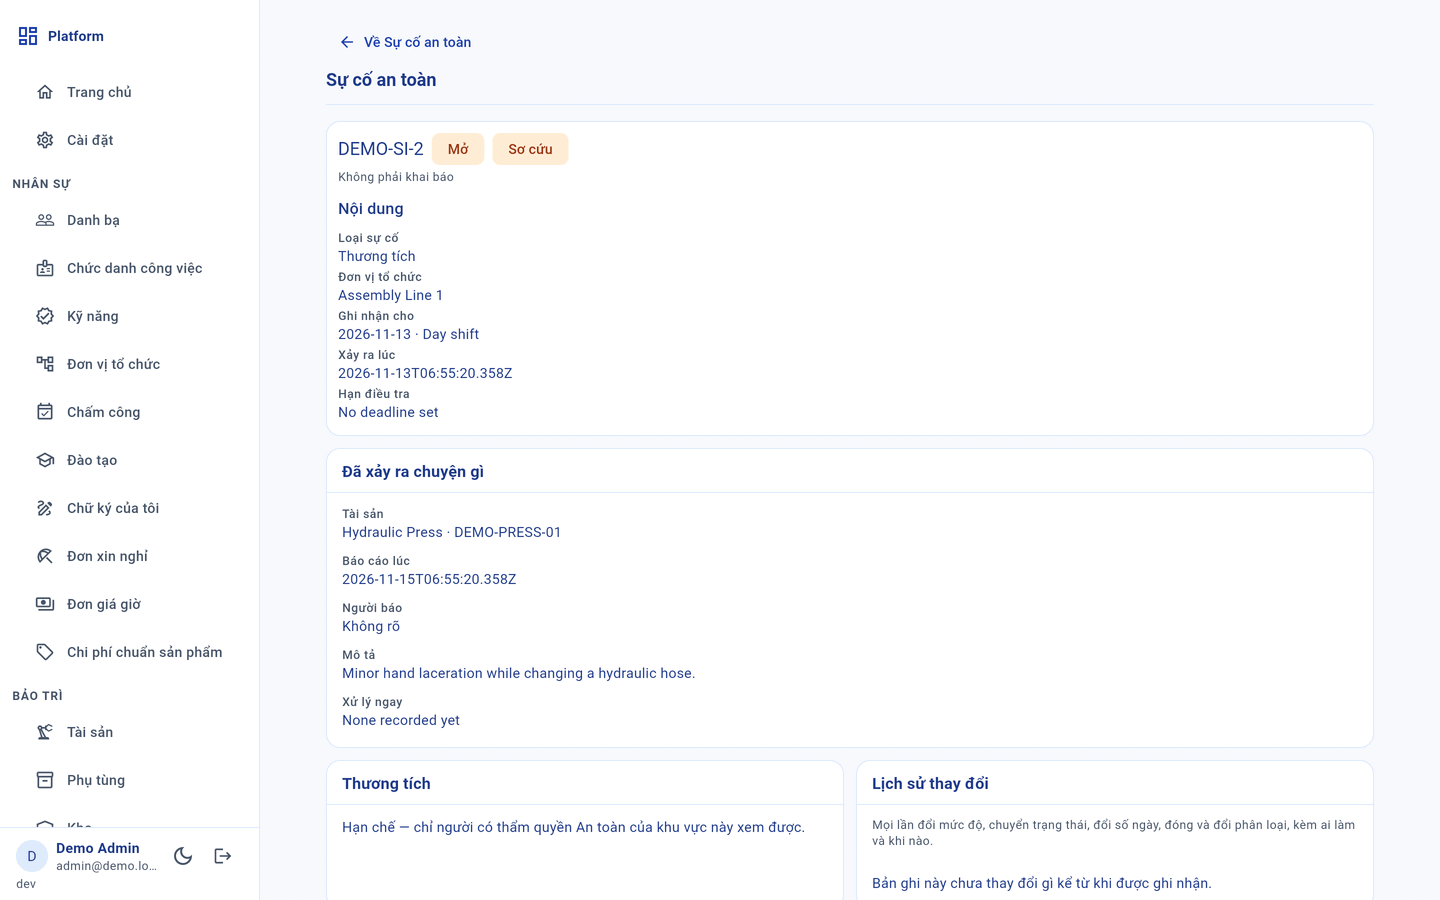 Platform
Trang chủ
Cài đặt
NHÂN SỰ
Danh bạ
Chức danh công việc
Kỹ năng
Đơn vị tổ chức
Chấm công
Đào tạo
Chữ ký của tôi
Đơn xin nghỉ
Đơn giá giờ
Chi phí chuẩn sản phẩm
BẢO TRÌ
Tài sản
Phụ tùng
Kho
D
Demo Admin
admin@demo.lo...
dev
Về Sự cố an toàn
Sự cố an toàn
DEMO-SI-2 Mở Sơ cứu
Không phải khai báo
Nội dung
Loại sự cố
Thương tích
Đơn vị tổ chức
Assembly Line 1
Ghi nhận cho
2026-11-13 · Day shift
Xảy ra lúc
2026-11-13T06:55:20.358Z
Hạn điều tra
No deadline set
Đã xảy ra chuyện gì
Tài sản
Hydraulic Press · DEMO-PRESS-01
Báo cáo lúc
2026-11-15T06:55:20.358Z
Người báo
Không rõ
Mô tả
Minor hand laceration while changing a hydraulic hose.
Xử lý ngay
None recorded yet
Thương tích
Hạn chế — chỉ người có thẩm quyền An toàn của khu vực này xem được.
Lịch sử thay đổi
Mọi lần đổi mức độ, chuyển trạng thái, đổi số ngày, đóng và đổi phân loại, kèm ai làm
và khi nào.
Bản ghi này chưa thay đổi gì kể từ khi được ghi nhận.